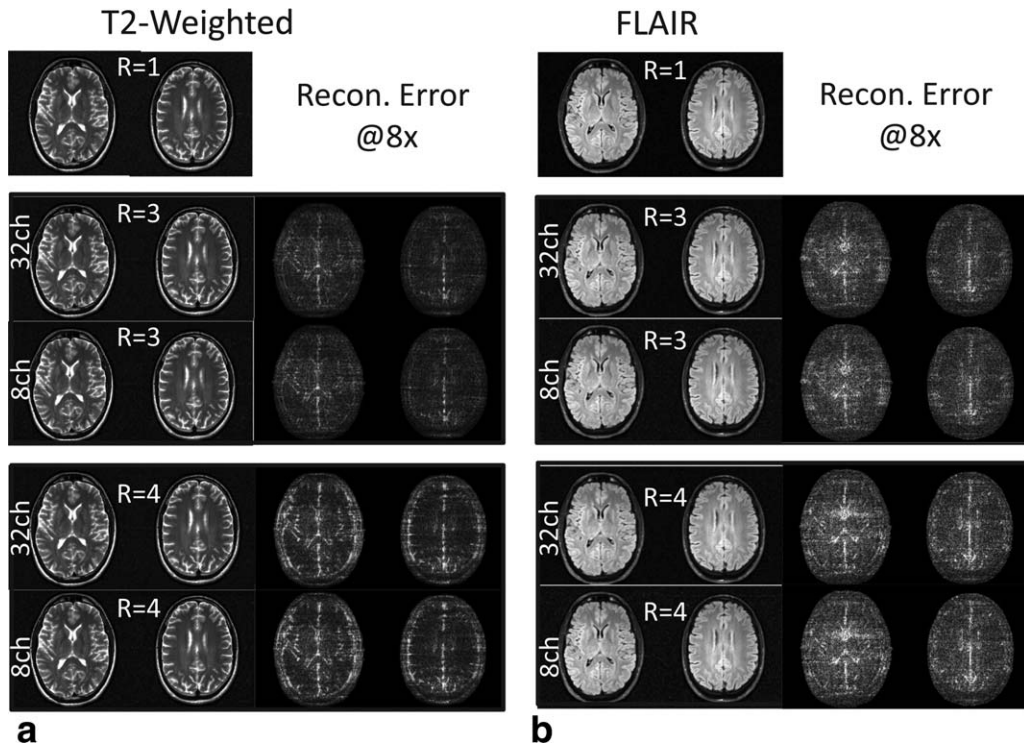 T2-Weighted
FLAIR
R=1
Recon. Error
@8x
R=1
Recon. Error
@8x
32ch
R=3
32ch
R=3
8ch
R=3
8ch
R=3
32ch
R=4
32ch
R=4
8ch
R=4
8ch
R=4
a
b